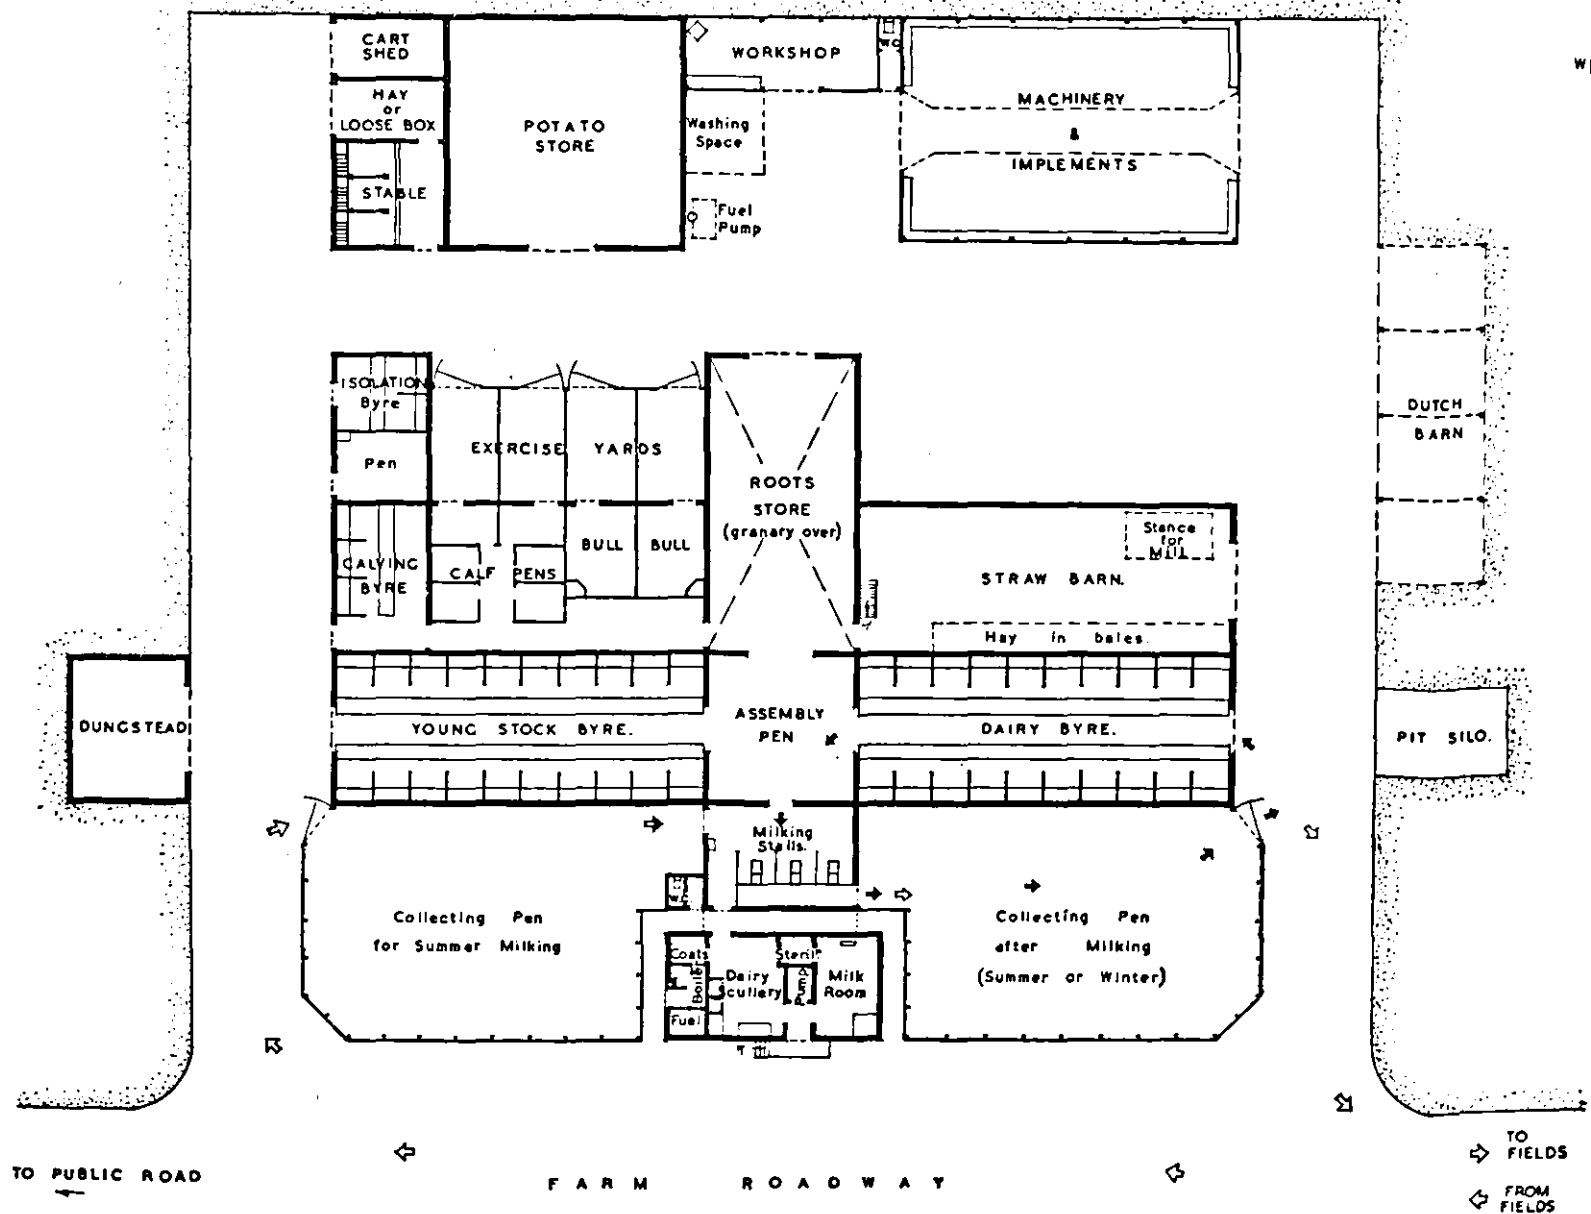 CART
SHED
HAY
or
LOOSE BOX
STABLE
POTATO
STORE
WORKSHOP
WC
Washing
Space
Fuel
Pump
MACHINERY
&
IMPLEMENTS
ISOLATION
Byre
Pen
EXERCISE YARDS
CALVING
BYRE
CALF PENS
BULL
BULL
ROOTS
STORE
(granary over)
Stance
for
Mill
STRAW BARN.
Hay in bales.
DUTCH
BARN
DUNGSTEAD
YOUNG STOCK BYRE.
ASSEMBLY
PEN
DAIRY BYRE.
PIT SILO.
Milking
Stalls.
Collecting Pen
for Summer Milking
Collecting Pen
after Milking
(Summer or Winter)
Coats
Boiler
Fuel
Dairy
Scullery
Steril.
Milk
Room
TO PUBLIC ROAD
FARM ROADWAY
TO
FIELDS
FROM
FIELDS